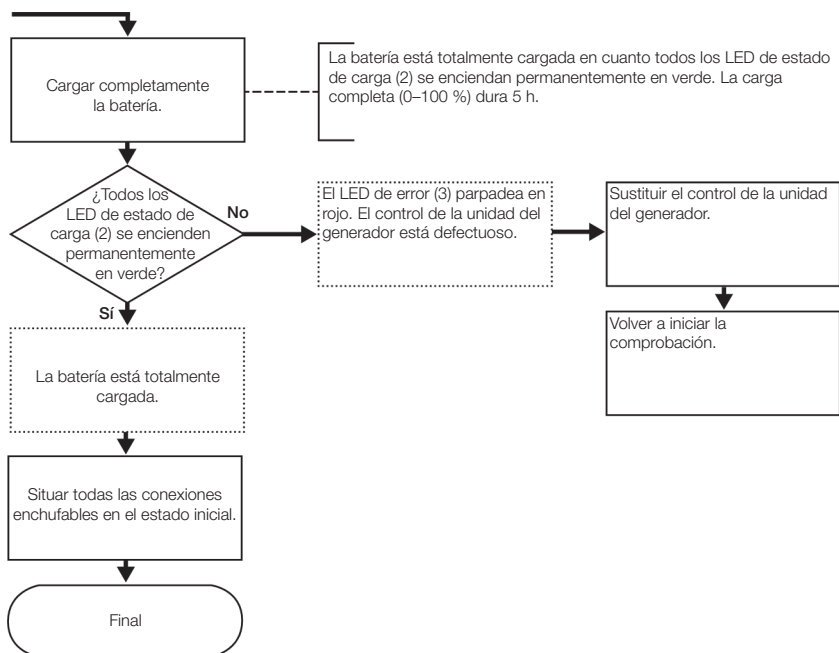 Cargar completamente
la batería.
La batería está totalmente cargada en cuanto todos los LED de estado
de carga (2) se enciendan permanentemente en verde. La carga
completa (0–100 %) dura 5 h.
¿Todos los
LED de estado de
carga (2) se encienden
permanentemente
en verde?
No
El LED de error (3) parpadea en
rojo. El control de la unidad del
generador está defectuoso.
Sustituir el control de la unidad
del generador.
Volver a iniciar la
comprobación.
Sí
La batería está totalmente
cargada.
Situar todas las conexiones
enchufables en el estado inicial.
Final